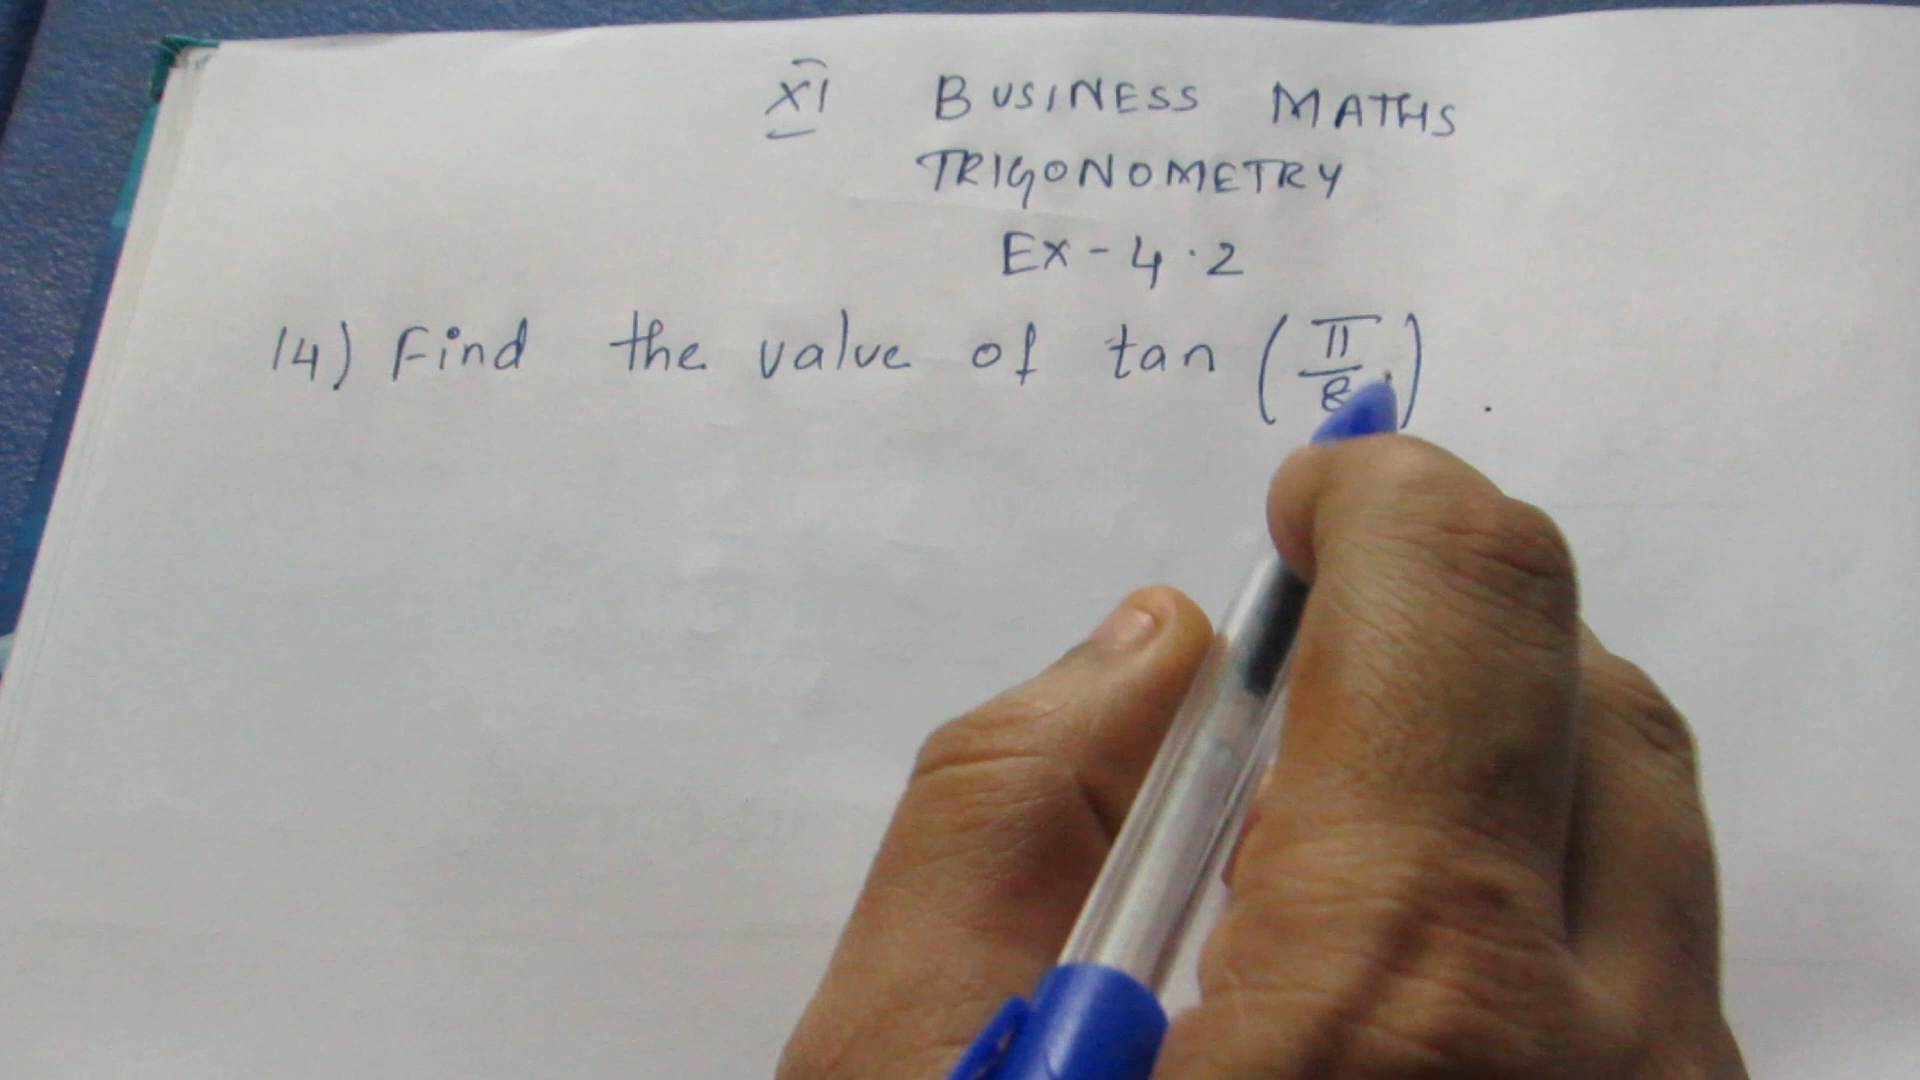 XI BUSINESS MATHS
TRIGONOMETRY
EX - 4.2
14) Find the value of tan (π/8).